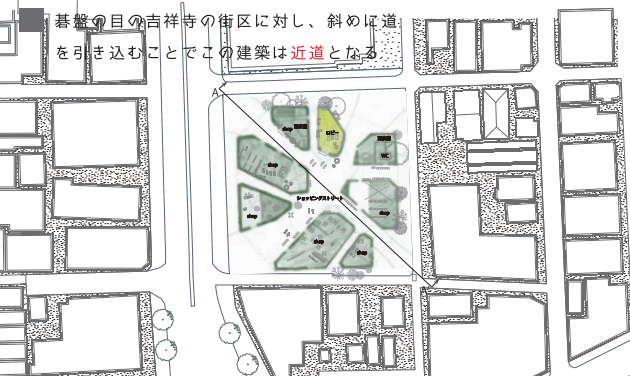 碁盤の目の吉祥寺の街区に対し、斜めに道
を引き込むことでこの建築は近道となる
A'
shop
ロビー
WC
shop
ショッピングストリート
shop
shop
shop
shop